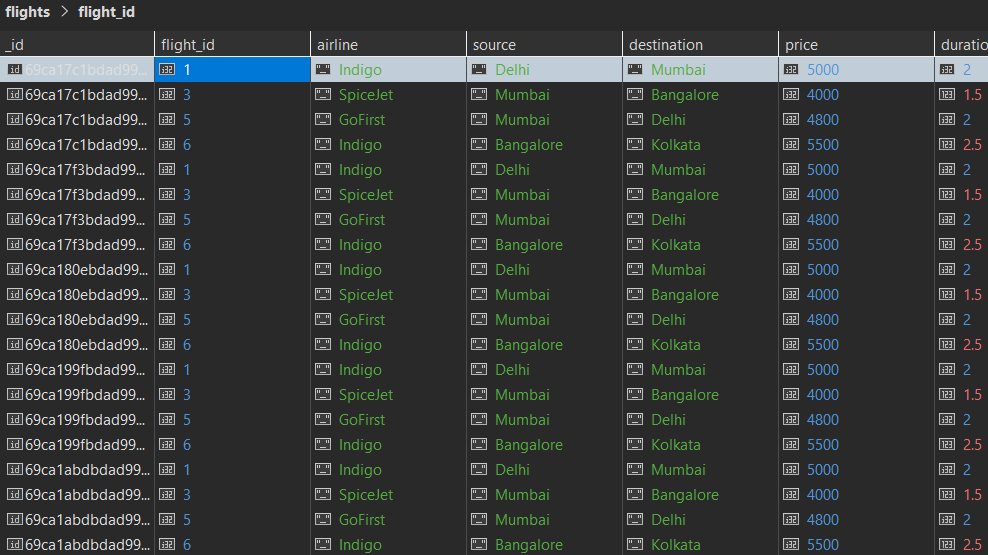 flights > flight_id
_id flight_id airline source destination price duratio
69ca17c1bdad99... 1 Indigo Delhi Mumbai 5000 2
69ca17c1bdad99... 3 SpiceJet Mumbai Bangalore 4000 1.5
69ca17c1bdad99... 5 GoFirst Mumbai Delhi 4800 2
69ca17c1bdad99... 6 Indigo Bangalore Kolkata 5500 2.5
69ca17f3bdad99... 1 Indigo Delhi Mumbai 5000 2
69ca17f3bdad99... 3 SpiceJet Mumbai Bangalore 4000 1.5
69ca17f3bdad99... 5 GoFirst Mumbai Delhi 4800 2
69ca17f3bdad99... 6 Indigo Bangalore Kolkata 5500 2.5
69ca180ebdad99... 1 Indigo Delhi Mumbai 5000 2
69ca180ebdad99... 3 SpiceJet Mumbai Bangalore 4000 1.5
69ca180ebdad99... 5 GoFirst Mumbai Delhi 4800 2
69ca180ebdad99... 6 Indigo Bangalore Kolkata 5500 2.5
69ca199fbdad99... 1 Indigo Delhi Mumbai 5000 2
69ca199fbdad99... 3 SpiceJet Mumbai Bangalore 4000 1.5
69ca199fbdad99... 5 GoFirst Mumbai Delhi 4800 2
69ca199fbdad99... 6 Indigo Bangalore Kolkata 5500 2.5
69ca1abdbdad99... 1 Indigo Delhi Mumbai 5000 2
69ca1abdbdad99... 3 SpiceJet Mumbai Bangalore 4000 1.5
69ca1abdbdad99... 5 GoFirst Mumbai Delhi 4800 2
69ca1abdbdad99... 6 Indigo Bangalore Kolkata 5500 2.5